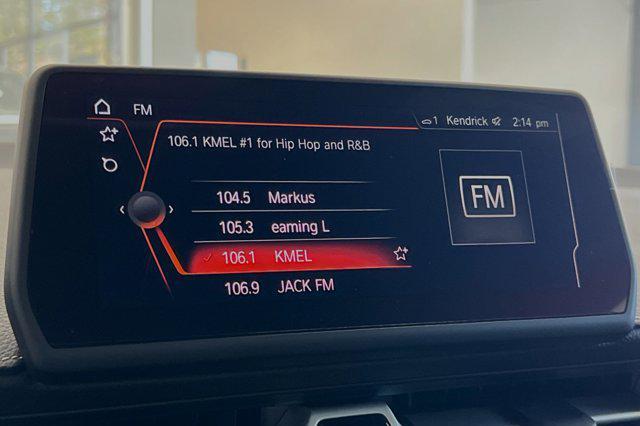 FM
1 Kendrick 2:14 pm
106.1 KMEL #1 for Hip Hop and R&B
104.5 Markus
105.3 eaming L
106.1 KMEL
106.9 JACK FM
FM